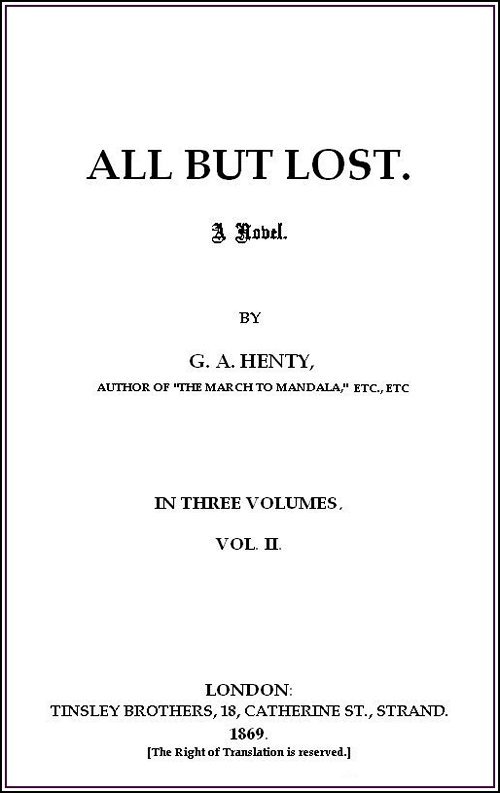 ALL BUT LOST.
A Novel.
BY
G. A. HENTY,
AUTHOR OF "THE MARCH TO MANDALA," ETC., ETC
IN THREE VOLUMES,
VOL. II.
LONDON:
TINSLEY BROTHERS, 18, CATHERINE ST., STRAND.
1869.
[The Right of Translation is reserved.]